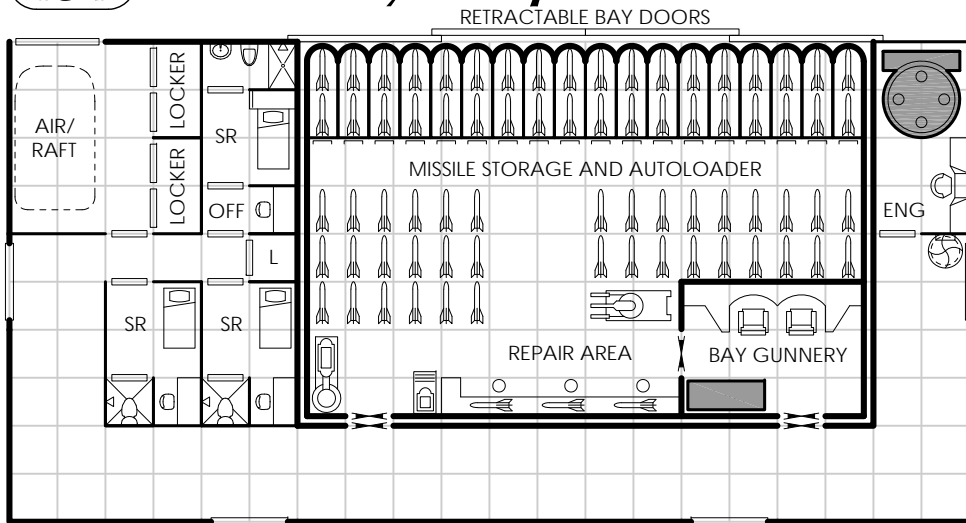 RETRACTABLE BAY DOORS
AIR/
RAFT
LOCKER
LOCKER
SR
OFF
L
SR
SR
MISSILE STORAGE AND AUTOLOADER
REPAIR AREA
BAY GUNNERY
ENG